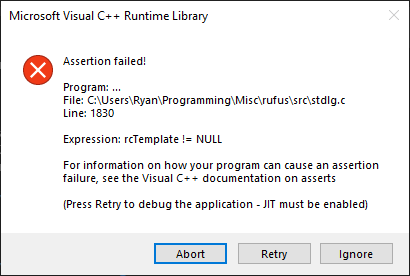 Microsoft Visual C++ Runtime Library
Assertion failed!
Program: ...
File: C:\Users\Ryan\Programming\Misc\rufus\src\stdlg.c
Line: 1830
Expression: rcTemplate != NULL
For information on how your program can cause an assertion
failure, see the Visual C++ documentation on asserts
(Press Retry to debug the application - JIT must be enabled)
Abort
Retry
Ignore